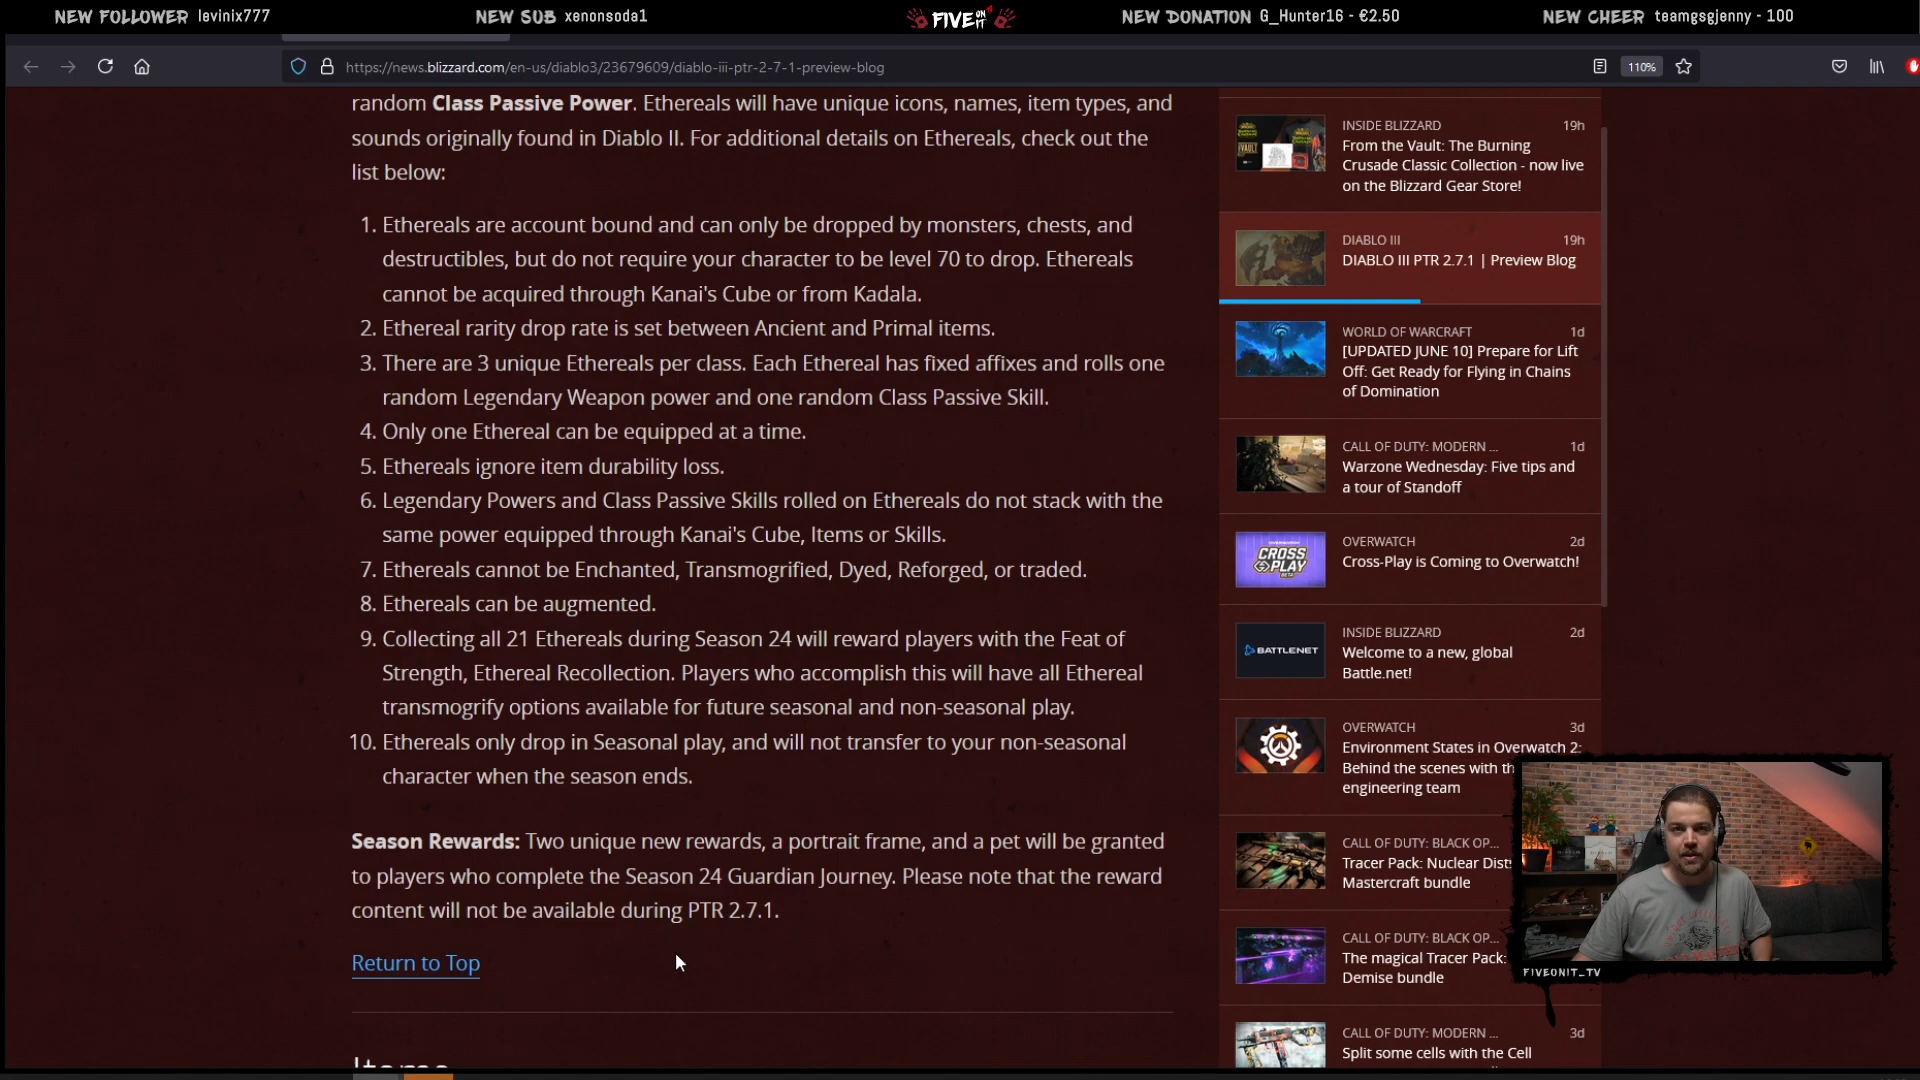 NEW FOLLOWER levinix777
NEW SUB xenonsoda1
FIVE ON IT
NEW DONATION G_Hunter16 - €2.50
NEW CHEER teamgsgjenny - 100
https://news.blizzard.com/en-us/diablo3/23679609/diablo-iii-ptr-2-7-1-preview-blog
110%
random Class Passive Power. Ethereals will have unique icons, names, item types, and
sounds originally found in Diablo II. For additional details on Ethereals, check out the
list below:
1. Ethereals are account bound and can only be dropped by monsters, chests, and
destructibles, but do not require your character to be level 70 to drop. Ethereals
cannot be acquired through Kanai's Cube or from Kadala.
2. Ethereal rarity drop rate is set between Ancient and Primal items.
3. There are 3 unique Ethereals per class. Each Ethereal has fixed affixes and rolls one
random Legendary Weapon power and one random Class Passive Skill.
4. Only one Ethereal can be equipped at a time.
5. Ethereals ignore item durability loss.
6. Legendary Powers and Class Passive Skills rolled on Ethereals do not stack with the
same power equipped through Kanai's Cube, Items or Skills.
7. Ethereals cannot be Enchanted, Transmogrified, Dyed, Reforged, or traded.
8. Ethereals can be augmented.
9. Collecting all 21 Ethereals during Season 24 will reward players with the Feat of
Strength, Ethereal Recollection. Players who accomplish this will have all Ethereal
transmogrify options available for future seasonal and non-seasonal play.
10. Ethereals only drop in Seasonal play, and will not transfer to your non-seasonal
character when the season ends.
Season Rewards: Two unique new rewards, a portrait frame, and a pet will be granted
to players who complete the Season 24 Guardian Journey. Please note that the reward
content will not be available during PTR 2.7.1.
Return to Top
Items
INSIDE BLIZZARD 19h
From the Vault: The Burning
Crusade Classic Collection - now live
on the Blizzard Gear Store!
DIABLO III 19h
DIABLO III PTR 2.7.1 | Preview Blog
WORLD OF WARCRAFT 1d
[UPDATED JUNE 10] Prepare for Lift
Off: Get Ready for Flying in Chains
of Domination
CALL OF DUTY: MODERN ... 1d
Warzone Wednesday: Five tips and
a tour of Standoff
CROSS
PLAY
BETA
OVERWATCH 2d
Cross-Play is Coming to Overwatch!
BATTLENET
INSIDE BLIZZARD 2d
Welcome to a new, global
Battle.net!
OVERWATCH 3d
Environment States in Overwatch 2:
Behind the scenes with th
engineering team
CALL OF DUTY: BLACK OP...
Tracer Pack: Nuclear Dist
Mastercraft bundle
CALL OF DUTY: BLACK OP...
The magical Tracer Pack:
Demise bundle
CALL OF DUTY: MODERN ... 3d
Split some cells with the Cell
FIVEONIT_TV